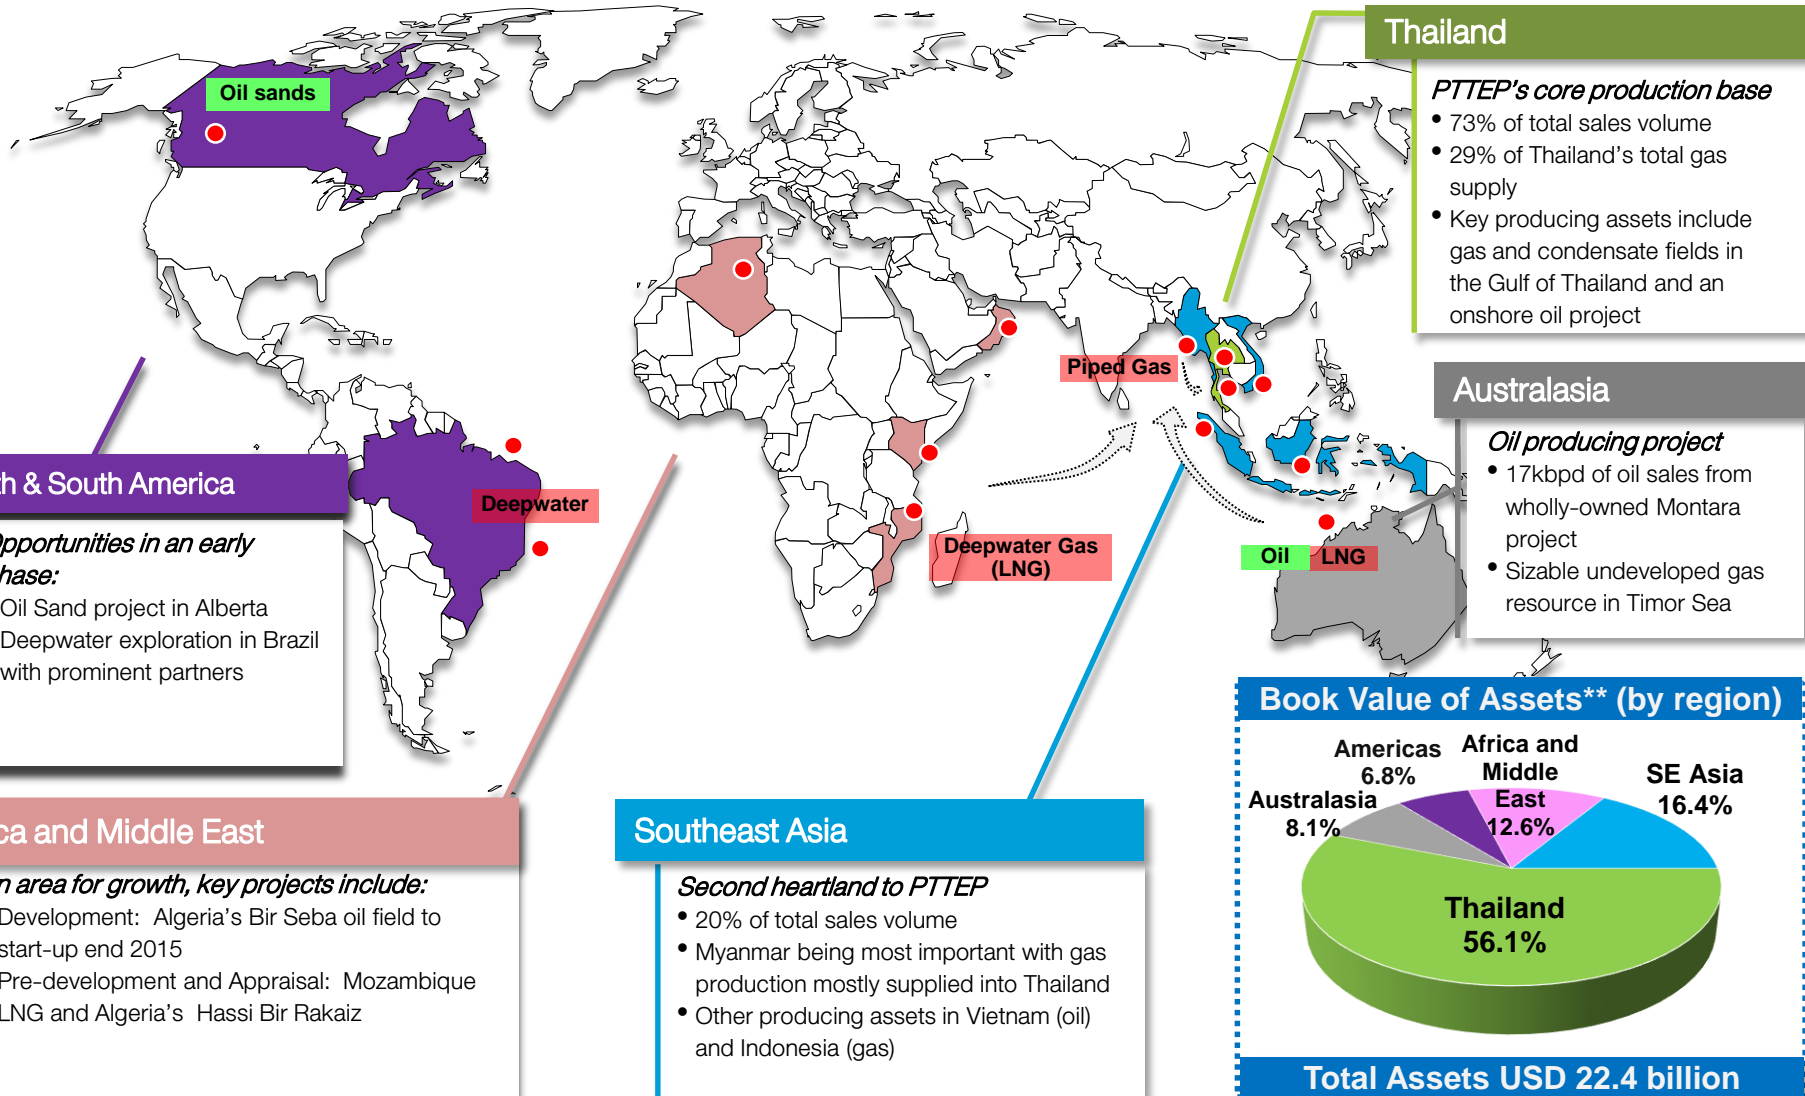 Thailand
PTTEP's core production base
• 73% of total sales volume
• 29% of Thailand's total gas
supply
• Key producing assets include
gas and condensate fields in
the Gulf of Thailand and an
onshore oil project
Oil sands
Piped Gas
Australasia
Oil producing project
• 17kbpd of oil sales from
wholly-owned Montara
project
• Sizable undeveloped gas
resource in Timor Sea
th & South America
pportunities in an early
hase:
Oil Sand project in Alberta
Deepwater exploration in Brazil
with prominent partners
Deepwater
Deepwater Gas
(LNG)
Oil LNG
ca and Middle East
n area for growth, key projects include:
Development: Algeria's Bir Seba oil field to
start-up end 2015
Pre-development and Appraisal: Mozambique
LNG and Algeria's Hassi Bir Rakaiz
Southeast Asia
Second heartland to PTTEP
• 20% of total sales volume
• Myanmar being most important with gas
production mostly supplied into Thailand
• Other producing assets in Vietnam (oil)
and Indonesia (gas)
Book Value of Assets** (by region)
Americas
6.8%
Africa and
Middle
East
12.6%
SE Asia
16.4%
Australasia
8.1%
Thailand
56.1%
Total Assets USD 22.4 billion